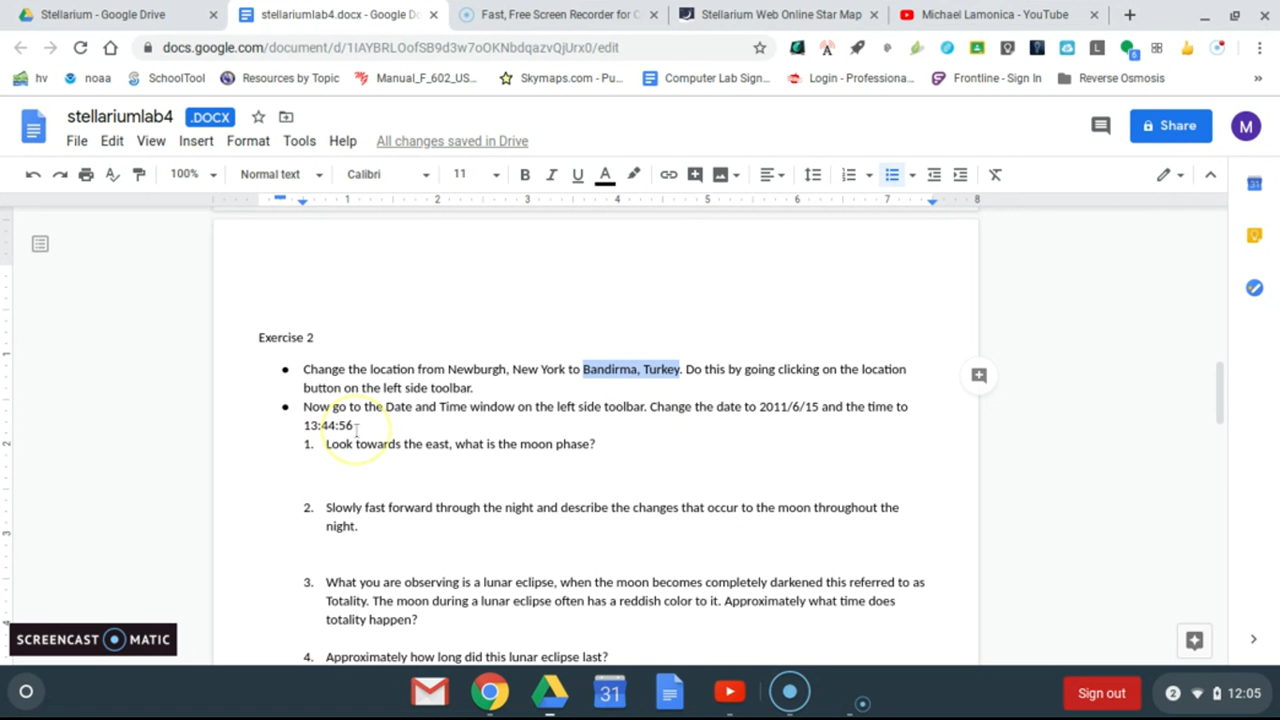 Stellarium - Google Drive
stellariumlab4.docx - Google Do
Fast, Free Screen Recorder for C
Stellarium Web Online Star Map
Michael Lamonica - YouTube
docs.google.com/document/d/1IAYBRLOofSB9d3w7oOKNbdqazvQjUrx0/edit
hv
noaa
SchoolTool
Resources by Topic
Manual_F_602_US...
Skymaps.com - Pu...
Computer Lab Sign...
Login - Professiona...
Frontline - Sign In
Reverse Osmosis
stellariumlab4
.DOCX
File Edit View Insert Format Tools Help All changes saved in Drive
Share
M
100% Normal text Calibri 11
1 2 3 4 5 6 7 8
Exercise 2
● Change the location from Newburgh, New York to Bandirma, Turkey. Do this by going clicking on the location
button on the left side toolbar.
● Now go to the Date and Time window on the left side toolbar. Change the date to 2011/6/15 and the time to
13:44:56
1. Look towards the east, what is the moon phase?
2. Slowly fast forward through the night and describe the changes that occur to the moon throughout the
night.
3. What you are observing is a lunar eclipse, when the moon becomes completely darkened this referred to as
Totality. The moon during a lunar eclipse often has a reddish color to it. Approximately what time does
totality happen?
4. Approximately how long did this lunar eclipse last?
SCREENCAST MATIC
Sign out
2
12:05